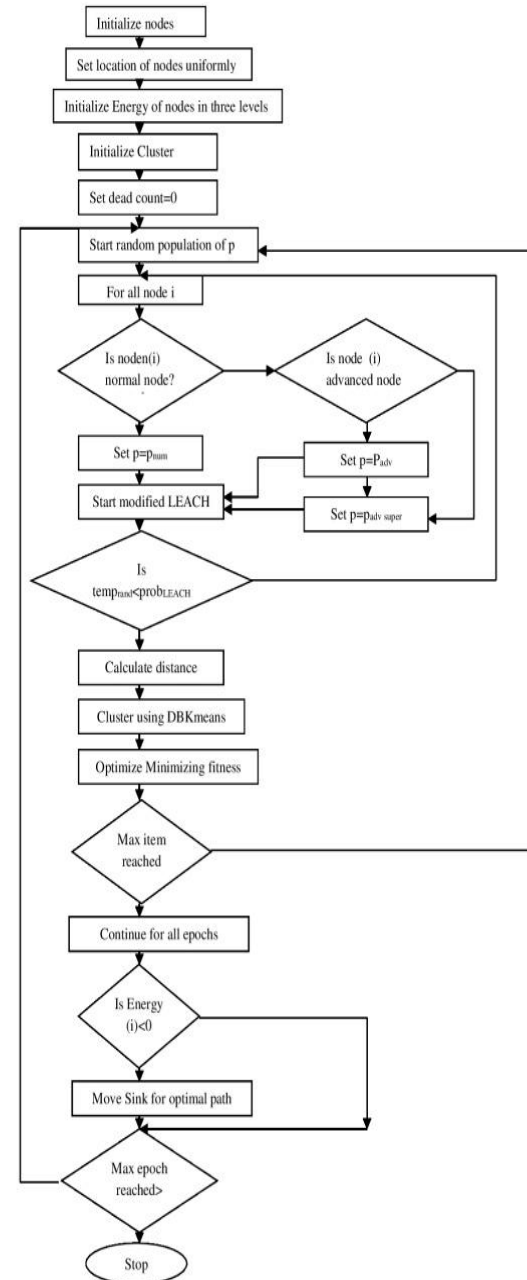 Initialize nodes
Set location of nodes uniformly
Initialize Energy of nodes in three levels
Initialize Cluster
Set dead count=0
Start random population of p
For all node i
Is noden(i)
normal node?
Is node (i)
advanced node
Set p=pnum
Set p=Padv
Start modified LEACH
Set p=padv super
Is
temprand<probLEACH
Calculate distance
Cluster using DBKmeans
Optimize Minimizing fitness
Max item
reached
Continue for all epochs
Is Energy
(i)<0
Move Sink for optimal path
Max epoch
reached>
Stop